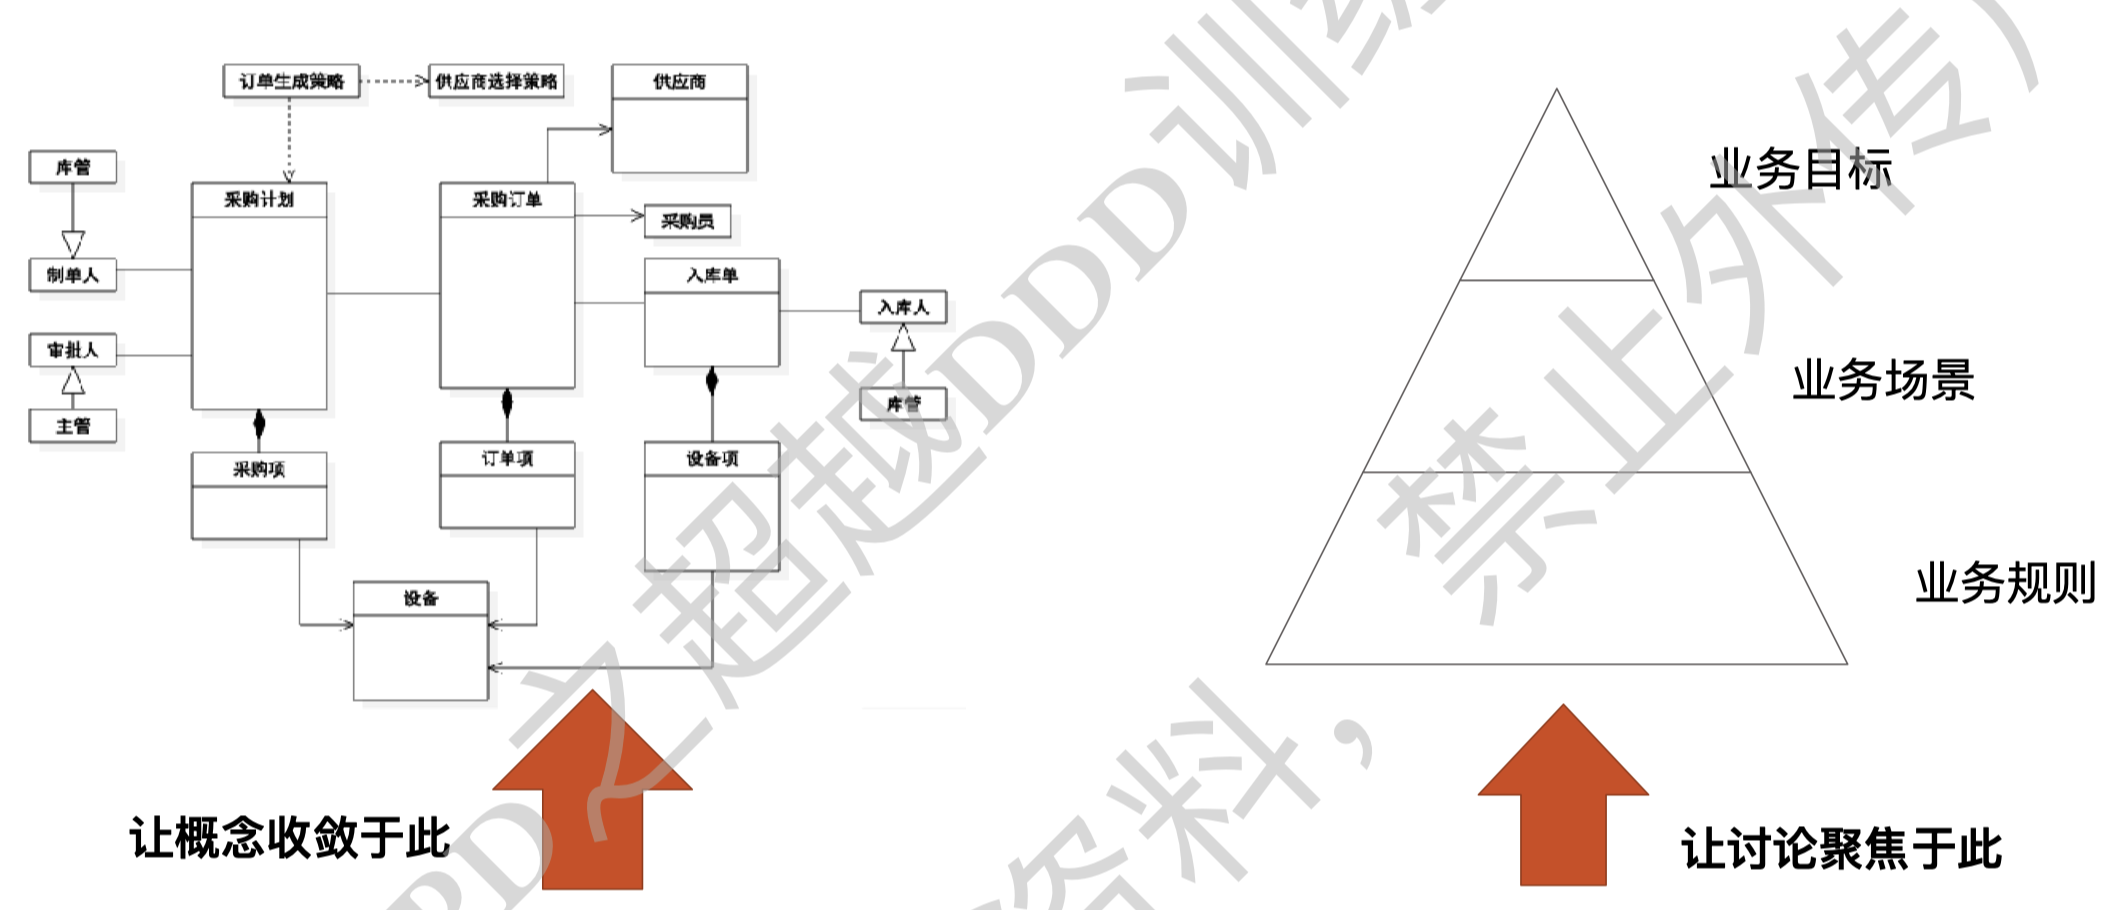 订单生成策略
供应商选择策略
供应商
库管
采购计划
采购订单
采购员
制单人
入库单
入库人
审批人
库管
主管
采购项
订单项
设备项
设备
让概念收敛于此
业务目标
业务场景
业务规则
让讨论聚焦于此
之超越DDD训练
资料，禁止外传